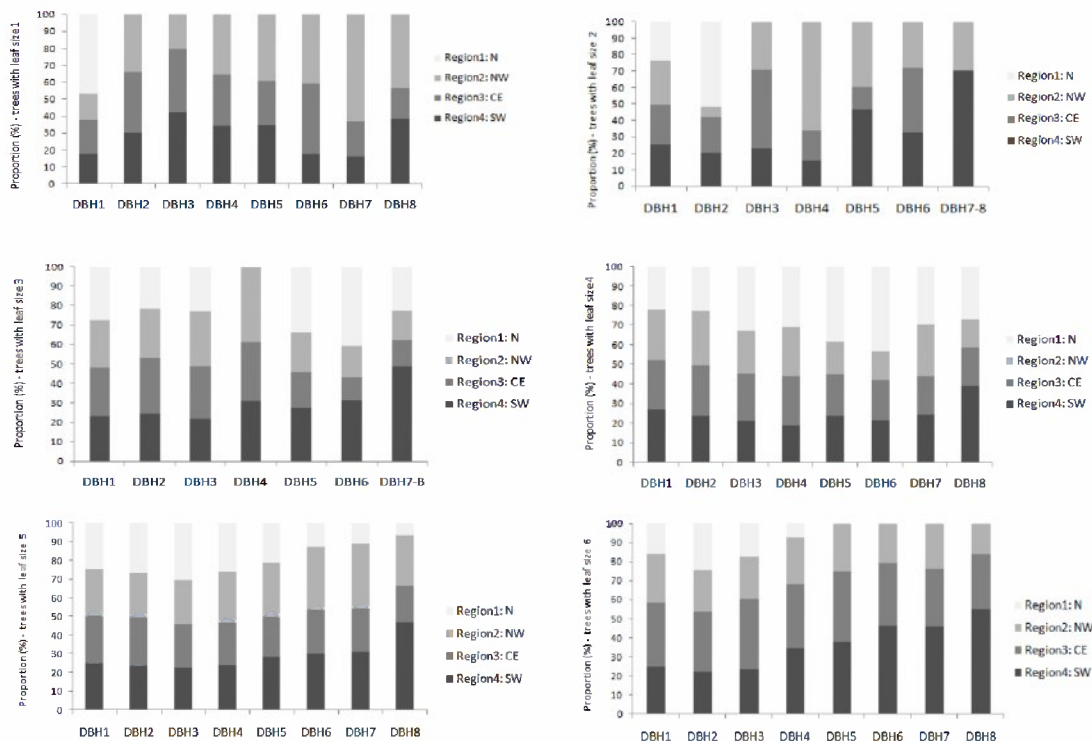 Proportion (%) - trees with leaf size 1
100
90
80
70
60
50
40
30
20
10
0
DBH1 DBH2 DBH3 DBH4 DBH5 DBH6 DBH7 DBH8
Region1: N
Region2: NW
Region3: CE
Region4: SW
Proportion (%) - trees with leaf size 2
100
90
80
70
60
50
40
30
20
10
0
DBH1 DBH2 DBH3 DBH4 DBH5 DBH6 DBH7-8
Region1: N
Region2: NW
Region3: CE
Region4: SW
Proportion (%) - trees with leaf size 3
100
90
80
70
60
50
40
30
20
10
0
DBH1 DBH2 DBH3 DBH4 DBH5 DBH6 DBH7-8
Region1: N
Region2: NW
Region3: CE
Region4: SW
Proportion (%) - trees with leaf size 4
100
90
80
70
60
50
40
30
20
10
0
DBH1 DBH2 DBH3 DBH4 DBH5 DBH6 DBH7 DBH8
Region1: N
Region2: NW
Region3: CE
Region4: SW
Proportion (%) - trees with leaf size 5
100
90
80
70
60
50
40
30
20
10
0
DBH1 DBH2 DBH3 DBH4 DBH5 DBH6 DBH7 DBH8
Region1: N
Region2: NW
Region3: CE
Region4: SW
Proportion (%) - trees with leaf size 6
100
90
80
70
60
50
40
30
20
10
0
DBH1 DBH2 DBH3 DBH4 DBH5 DBH6 DBH7 DBH8
Region1: N
Region2: NW
Region3: CE
Region4: SW